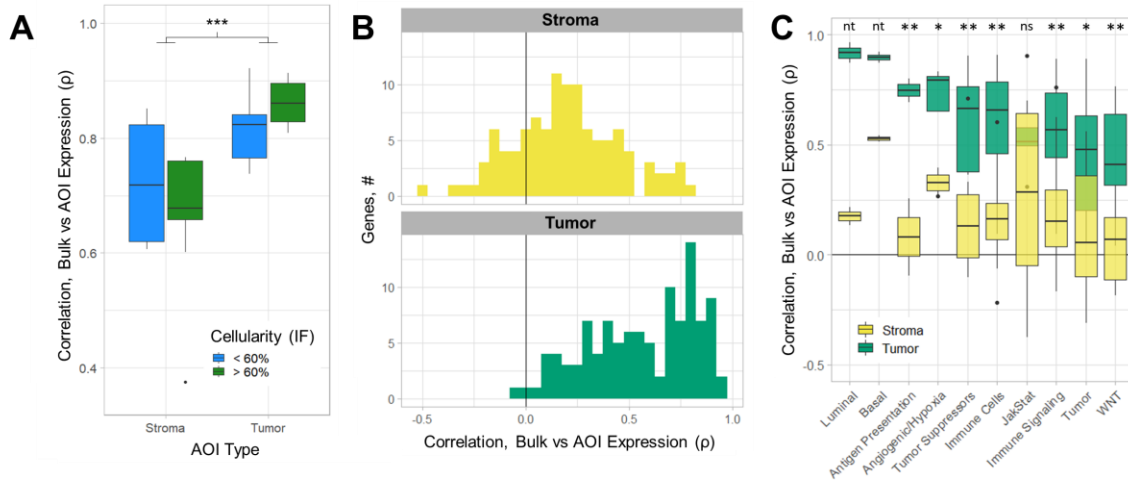 A
Correlation, Bulk vs AOI Expression (ρ)
1.0
0.8
0.6
0.4
***
Cellularity (IF)
< 60%
> 60%
Stroma
Tumor
AOI Type
B
Genes, #
Stroma
10
5
0
Tumor
10
5
0
-0.5
0.0
0.5
1.0
Correlation, Bulk vs AOI Expression (ρ)
C
Correlation, Bulk vs AOI Expression (ρ)
1.0
0.5
0.0
-0.5
nt nt ** * ** ** ns ** * **
Stroma
Tumor
Luminal
Basal
Antigen Presentation
Angiogenic/Hypoxia
Tumor Suppressors
Immune Cells
JakStat
Immune Signaling
Tumor
WNT